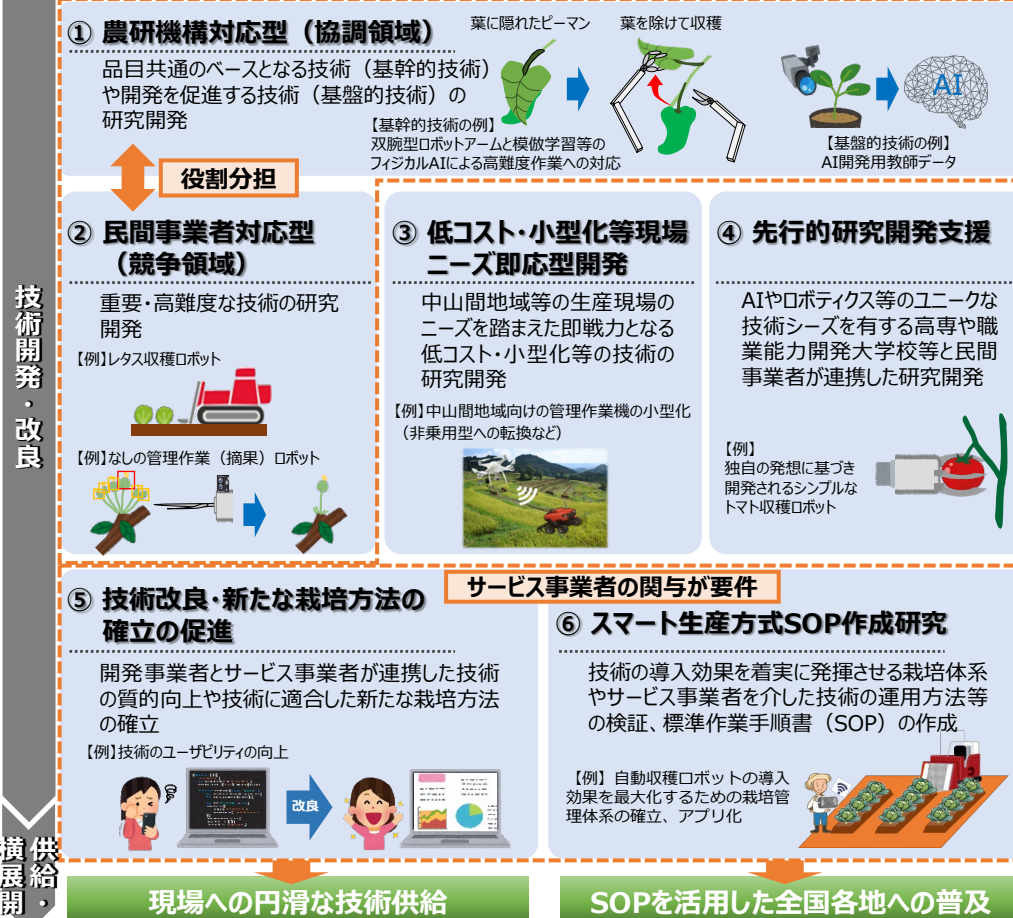 技術開発・改良
横展開
供給・
① 農研機構対応型（協調領域）
品目共通のベースとなる技術（基幹的技術）
や開発を促進する技術（基盤的技術）の
研究開発
葉に隠れたピーマン
葉を除けて収穫
【基幹的技術の例】
双腕型ロボットアームと模倣学習等の
フィジカルAIによる高難度作業への対応
AI
【基盤的技術の例】
AI開発用教師データ
役割分担
② 民間事業者対応型
（競争領域）
重要・高難度な技術の研究
開発
【例】レタス収穫ロボット
【例】なしの管理作業（摘果）ロボット
③ 低コスト・小型化等現場
ニーズ即応型開発
中山間地域等の生産現場の
ニーズを踏まえた即戦力となる
低コスト・小型化等の技術の
研究開発
【例】中山間地域向けの管理作業機の小型化
（非乗用型への転換など）
④ 先行的研究開発支援
AIやロボティクス等のユニークな
技術シーズを有する高専や職
業能力開発大学校等と民間
事業者が連携した研究開発
【例】
独自の発想に基づき
開発されるシンプルな
トマト収穫ロボット
サービス事業者の関与が要件
⑤ 技術改良・新たな栽培方法の
確立の促進
開発事業者とサービス事業者が連携した技術
の質的向上や技術に適合した新たな栽培方法
の確立
【例】技術のユーザビリティの向上
改良
⑥ スマート生産方式SOP作成研究
技術の導入効果を着実に発揮させる栽培体系
やサービス事業者を介した技術の運用方法等
の検証、標準作業手順書（SOP）の作成
【例】自動収穫ロボットの導入
効果を最大化するための栽培管
理体系の確立、アプリ化
現場への円滑な技術供給
SOPを活用した全国各地への普及